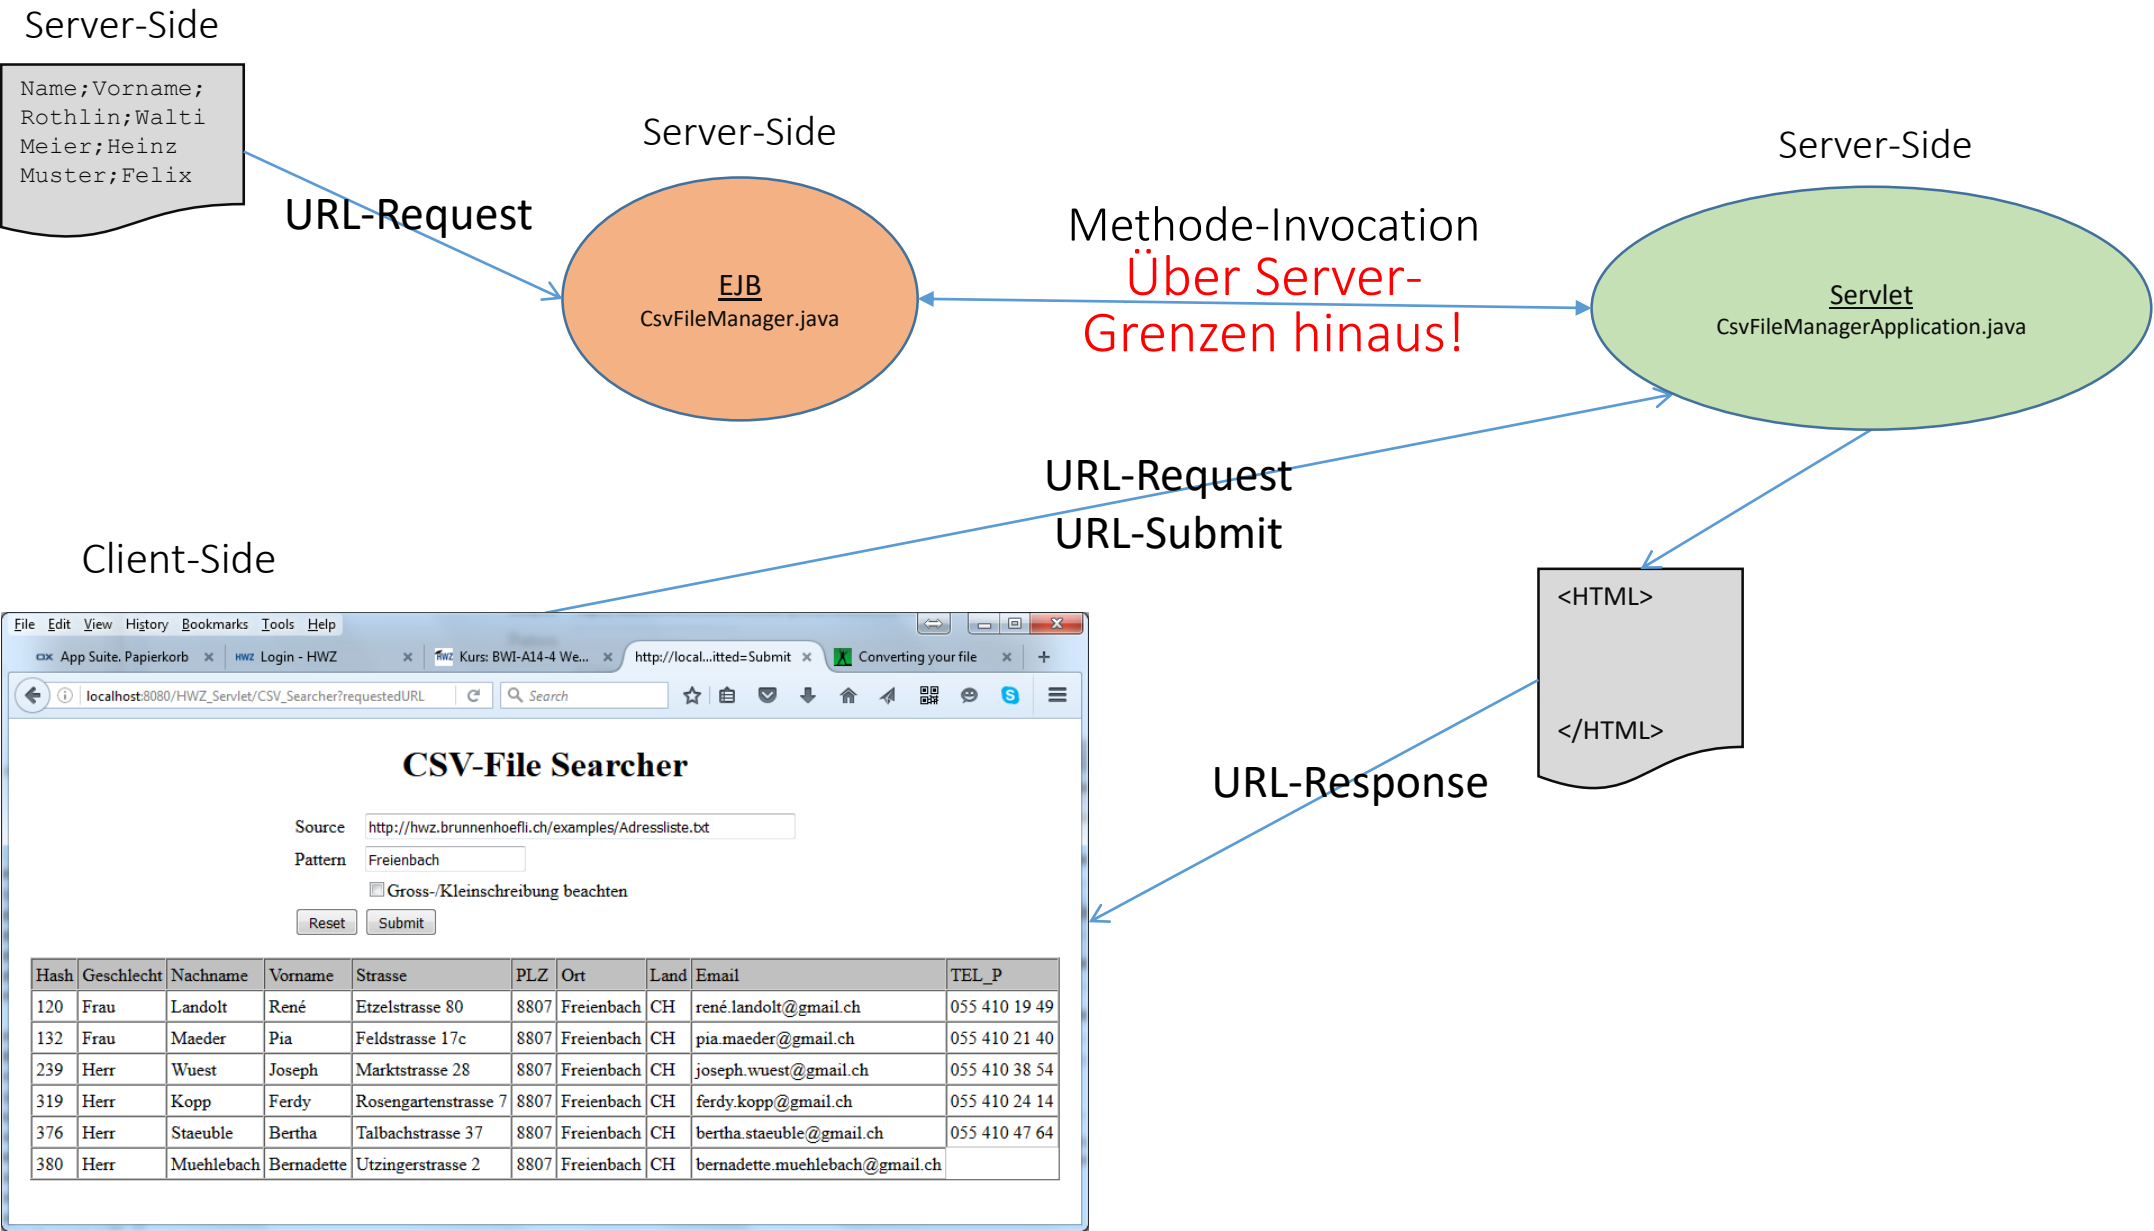 Server-Side
Name;Vorname;
Rothlin;Walti
Meier;Heinz
Muster;Felix
URL-Request
Server-Side
EJB
CsvFileManager.java
Methode-Invocation
Über Server-
Grenzen hinaus!
Server-Side
Servlet
CsvFileManagerApplication.java
URL-Request
URL-Submit
<HTML>
</HTML>
URL-Response
Client-Side
File Edit View History Bookmarks Tools Help
App Suite. Papierkorb HWZ Login - HWZ HWZ Kurs: BWI-A14-4 We... http://local...itted=Submit Converting your file
localhost:8080/HWZ_Servlet/CSV_Searcher?requestedURL Search
CSV-File Searcher
Source http://hwz.brunnenhoefli.ch/examples/Adressliste.txt
Pattern Freienbach
Gross-/Kleinschreibung beachten
Reset Submit
Hash Geschlecht Nachname Vorname Strasse PLZ Ort Land Email TEL_P
120 Frau Landolt René Etzelstrasse 80 8807 Freienbach CH rené.landolt@gmail.ch 055 410 19 49
132 Frau Maeder Pia Feldstrasse 17c 8807 Freienbach CH pia.maeder@gmail.ch 055 410 21 40
239 Herr Wuest Joseph Marktstrasse 28 8807 Freienbach CH joseph.wuest@gmail.ch 055 410 38 54
319 Herr Kopp Ferdy Rosengartenstrasse 7 8807 Freienbach CH ferdy.kopp@gmail.ch 055 410 24 14
376 Herr Staeuble Bertha Talbachstrasse 37 8807 Freienbach CH bertha.staeuble@gmail.ch 055 410 47 64
380 Herr Muehlebach Bernadette Utzingerstrasse 2 8807 Freienbach CH bernadette.muehlebach@gmail.ch